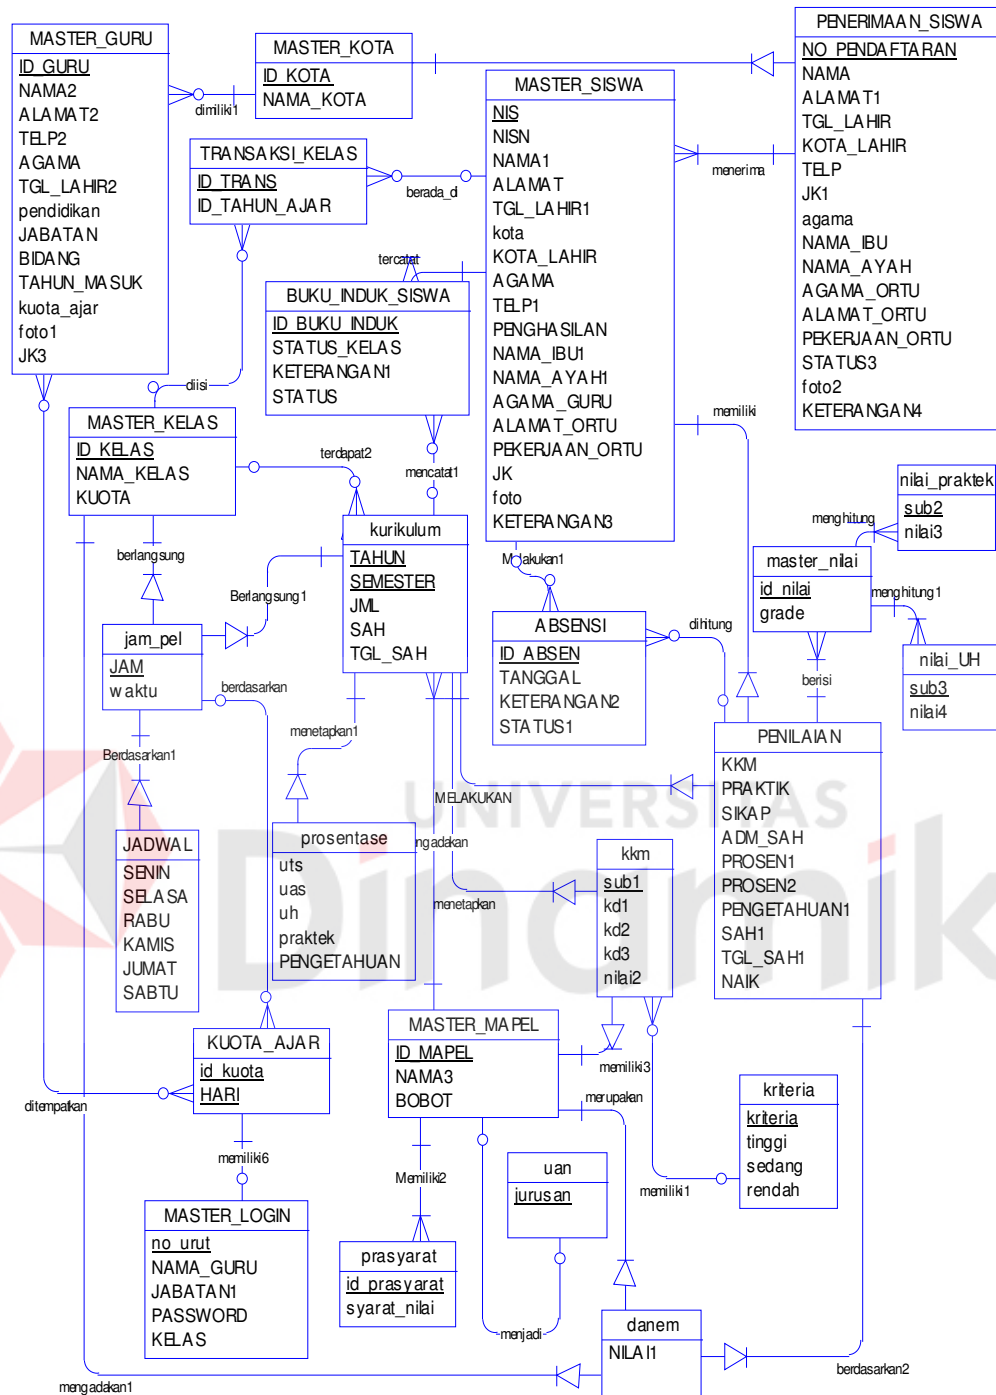 MASTER_GURU
ID_GURU
NAMA2
ALAMAT2
TELP2
AGAMA
TGL_LAHIR2
pendidikan
JABATAN
BIDANG
TAHUN_MASUK
kuota_ajar
foto1
JK3
MASTER_KOTA
ID_KOTA
NAMA_KOTA
dimiliki1
PENERIMAAN_SISWA
NO_PENDAFTARAN
NAMA
ALAMAT1
TGL_LAHIR
KOTA_LAHIR
TELP
JK1
agama
NAMA_IBU
NAMA_AYAH
AGAMA_ORTU
ALAMAT_ORTU
PEKERJAAN_ORTU
STATUS3
foto2
KETERANGAN4
MASTER_SISWA
NIS
NISN
NAMA1
ALAMAT
TGL_LAHIR1
kota
KOTA_LAHIR
AGAMA
TELP1
PENGHASILAN
NAMA_IBU1
NAMA_AYAH1
AGAMA_GURU
ALAMAT_ORTU
PEKERJAAN_ORTU
JK
foto
KETERANGAN3
menerima
TRANSAKSI_KELAS
ID_TRANS
ID_TAHUN_AJAR
berada_di
tercatat
BUKU_INDUK_SISWA
ID_BUKU_INDUK
STATUS_KELAS
KETERANGAN1
STATUS
diisi
MASTER_KELAS
ID_KELAS
NAMA_KELAS
KUOTA
terdapat2
mencatat1
memiliki
kurikulum
TAHUN
SEMESTER
JML
SAH
TGL_SAH
nilai_praktek
sub2
nilai3
menghitung
master_nilai
id_nilai
grade
menghitung1
nilai_UH
sub3
nilai4
berlangsung
Berlangsung1
Melakukan1
jam_pel
JAM
waktu
ABSENSI
ID_ABSEN
TANGGAL
KETERANGAN2
STATUS1
dihitung
berisi
berdasarkan
menetapkan1
Berdasarkan1
PENILAIAN
KKM
PRAKTIK
SIKAP
ADM_SAH
PROSEN1
PROSEN2
PENGETAHUAN1
SAH1
TGL_SAH1
NAIK
MELAKUKAN
UNIVERSITAS
Dinamik
JADWAL
SENIN
SELASA
RABU
KAMIS
JUMAT
SABTU
prosentase
uts
uas
uh
praktek
PENGETAHUAN
ngadakan
menetapkan
kkm
sub1
kd1
kd2
kd3
nilai2
KUOTA_AJAR
id_kuota
HARI
MASTER_MAPEL
ID_MAPEL
NAMA3
BOBOT
memiliki3
merupakan
kriteria
kriteria
tinggi
sedang
rendah
ditempatkan
memiliki6
Memiliki2
uan
jurusan
memiliki1
MASTER_LOGIN
no_urut
NAMA_GURU
JABATAN1
PASSWORD
KELAS
prasyarat
id_prasyarat
syarat_nilai
menjadi
danem
NILAI1
mengadakan1
berdasarkan2